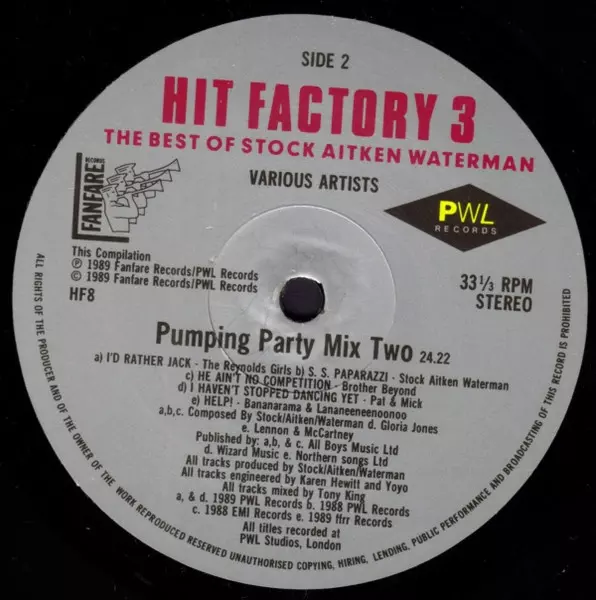 SIDE 2
HIT FACTORY 3
THE BEST OF STOCK AITKEN WATERMAN
VARIOUS ARTISTS
FANFARE
RECORDS
PWL
RECORDS
This Compilation
℗ 1989 Fanfare Records/PWL Records
© 1989 Fanfare Records/PWL Records
HF8
33⅓ RPM
STEREO
Pumping Party Mix Two 24.22
a) I'D RATHER JACK - The Reynolds Girls b) S. S. PAPARAZZI - Stock Aitken Waterman
c) HE AIN'T NO COMPETITION - Brother Beyond
d) I HAVEN'T STOPPED DANCING YET - Pat & Mick
e) HELP! - Bananarama & Lananeeneenoonoo
a,b,c. Composed By Stock/Aitken/Waterman d. Gloria Jones
e. Lennon & McCartney
Published by: a,b, & c. All Boys Music Ltd
d. Wizard Music e. Northern songs Ltd
All tracks produced by Stock/Aitken/Waterman
All tracks engineered by Karen Hewitt and Yoyo
All tracks mixed by Tony King
a, & d. 1989 PWL Records b. 1988 PWL Records
c. 1988 EMI Records e. 1989 ffrr Records
All titles recorded at
PWL Studios, London
ALL RIGHTS OF THE PRODUCER AND OF THE OWNER OF THE WORK REPRODUCED RESERVED UNAUTHORISED COPYING, HIRING, LENDING, PUBLIC PERFORMANCE AND BROADCASTING OF THIS RECORD IS PROHIBITED